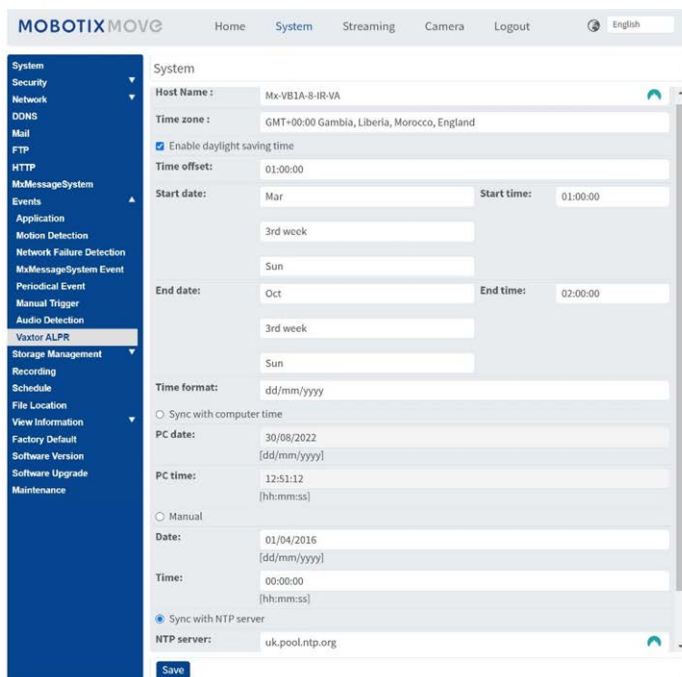 MOBOTIX MOVE
Home System Streaming Camera Logout English
System
Security
Network
DDNS
Mail
FTP
HTTP
MxMessageSystem
Events
Application
Motion Detection
Network Failure Detection
MxMessageSystem Event
Periodical Event
Manual Trigger
Audio Detection
Vaxtor ALPR
Storage Management
Recording
Schedule
File Location
View Information
Factory Default
Software Version
Software Upgrade
Maintenance
System
Host Name : Mx-VB1A-8-IR-VA
Time zone : GMT+00:00 Gambia, Liberia, Morocco, England
Enable daylight saving time
Time offset: 01:00:00
Start date: Mar Start time: 01:00:00
3rd week
Sun
End date: Oct End time: 02:00:00
3rd week
Sun
Time format: dd/mm/yyyy
Sync with computer time
PC date: 30/08/2022
[dd/mm/yyyy]
PC time: 12:51:12
[hh:mm:ss]
Manual
Date: 01/04/2016
[dd/mm/yyyy]
Time: 00:00:00
[hh:mm:ss]
Sync with NTP server
NTP server: uk.pool.ntp.org
Save